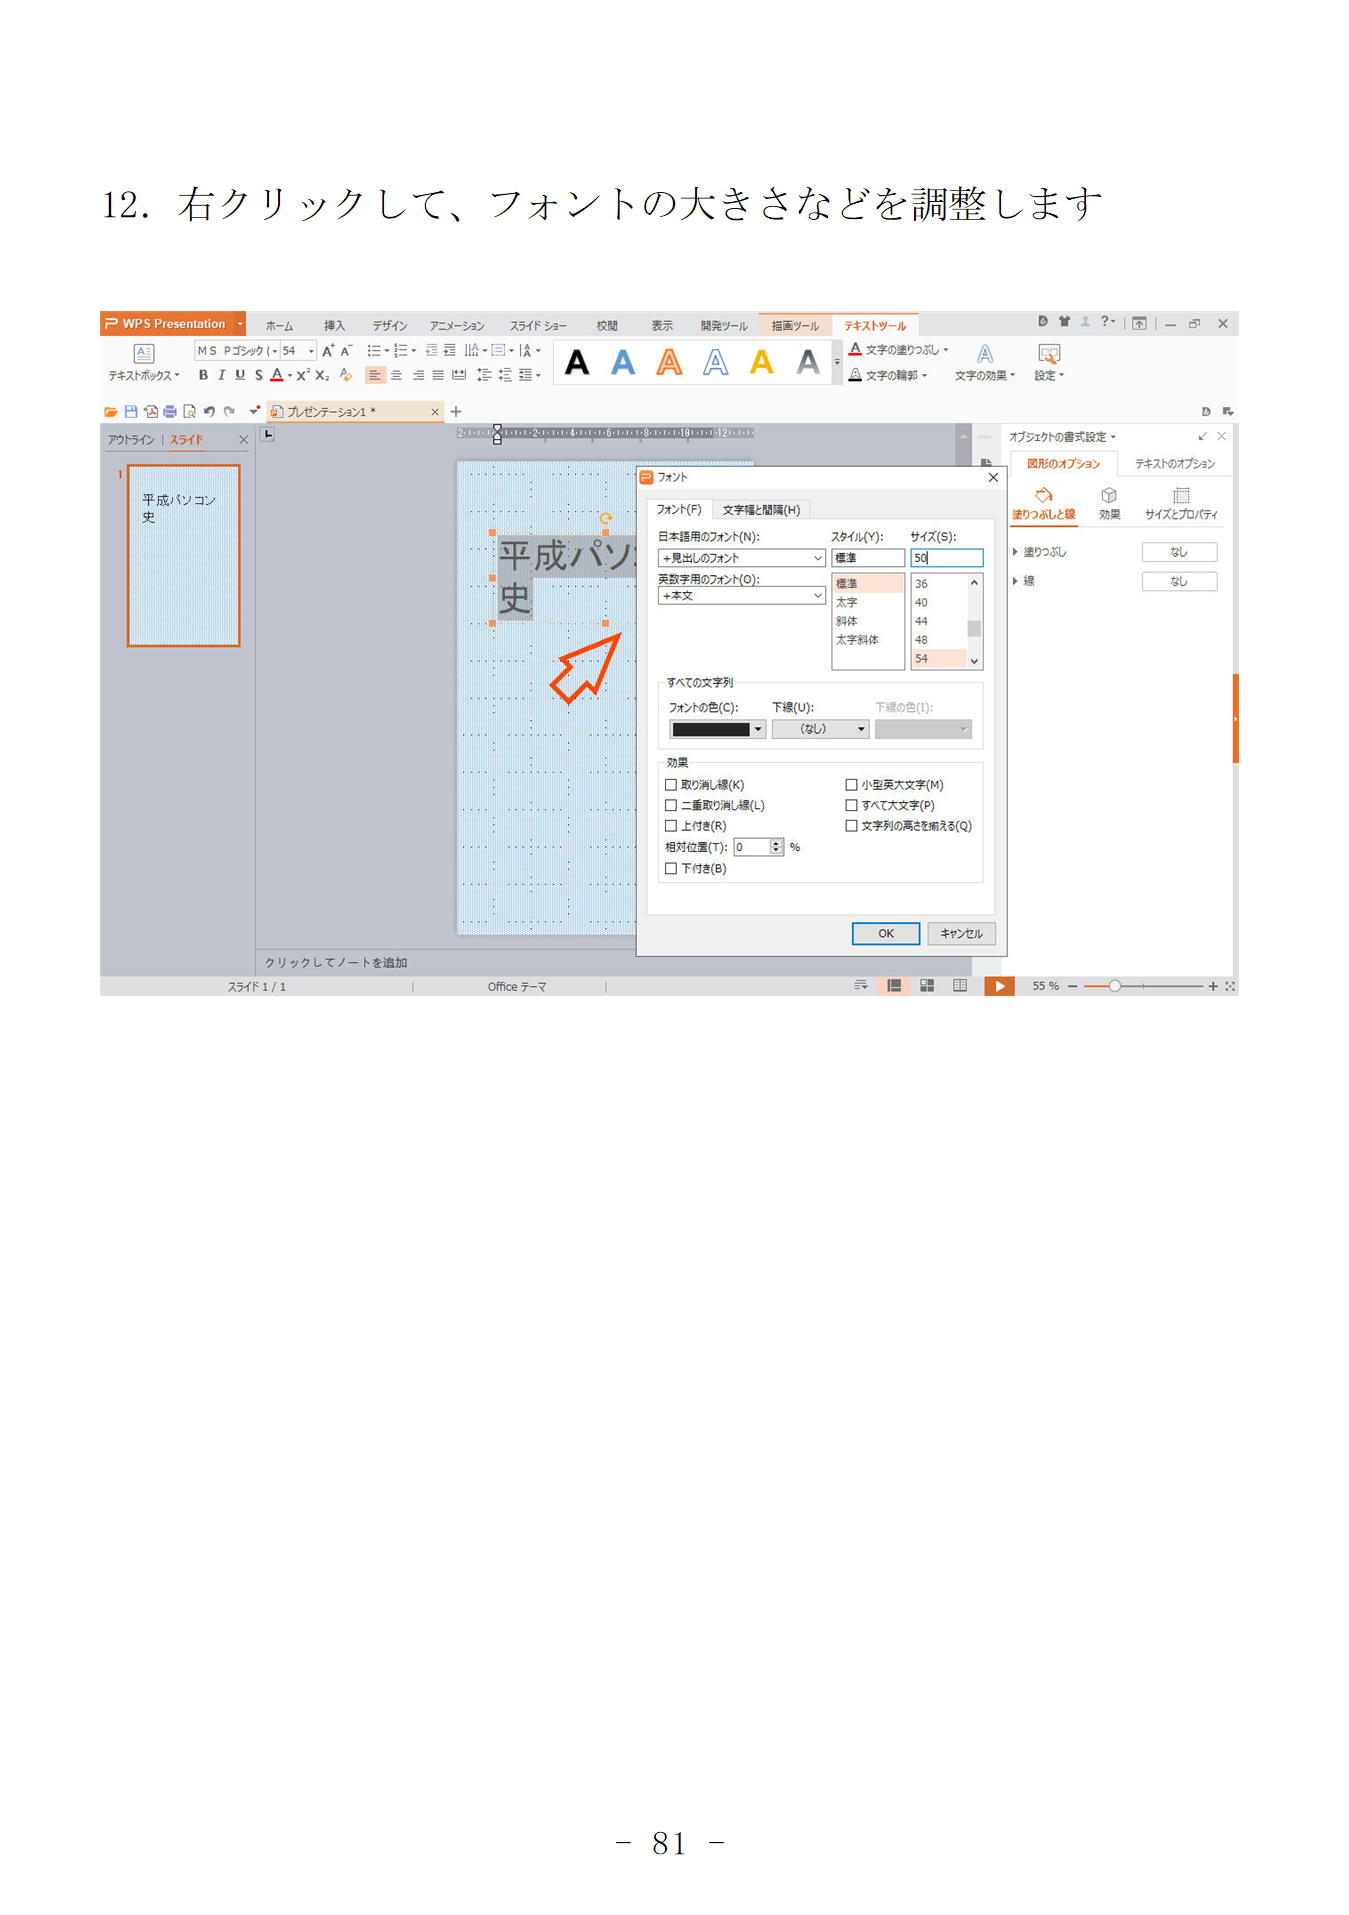 12．右クリックして、フォントの大きさなどを調整します
WPS Presentation
ホーム 挿入 デザイン アニメーション スライド ショー 校閲 表示 開発ツール 描画ツール テキストツール
テキストボックス
ＭＳ Ｐゴシック ( 54
B I U S A X² X₂
A A A A A A
文字の塗りつぶし
文字の輪郭
文字の効果
設定
プレゼンテーション1 *
アウトライン | スライド
1
平成パソコン
史
2 2 4 6 8 10 12
平成パソ
史
フォント
フォント(F) 文字幅と間隔(H)
日本語用のフォント(N): スタイル(Y): サイズ(S):
+見出しのフォント 標準 50
英数字用のフォント(O):
+本文
標準
太字
斜体
太字斜体
36
40
44
48
54
すべての文字列
フォントの色(C): 下線(U): 下線の色(I):
(なし)
効果
取り消し線(K) 小型英大文字(M)
二重取り消し線(L) すべて大文字(P)
上付き(R) 文字列の高さを揃える(Q)
相対位置(T): 0 %
下付き(B)
OK キャンセル
オブジェクトの書式設定
図形のオプション テキストのオプション
塗りつぶしと線 効果 サイズとプロパティ
塗りつぶし なし
線 なし
クリックしてノートを追加
スライド 1 / 1 Office テーマ 55 %
- 81 -